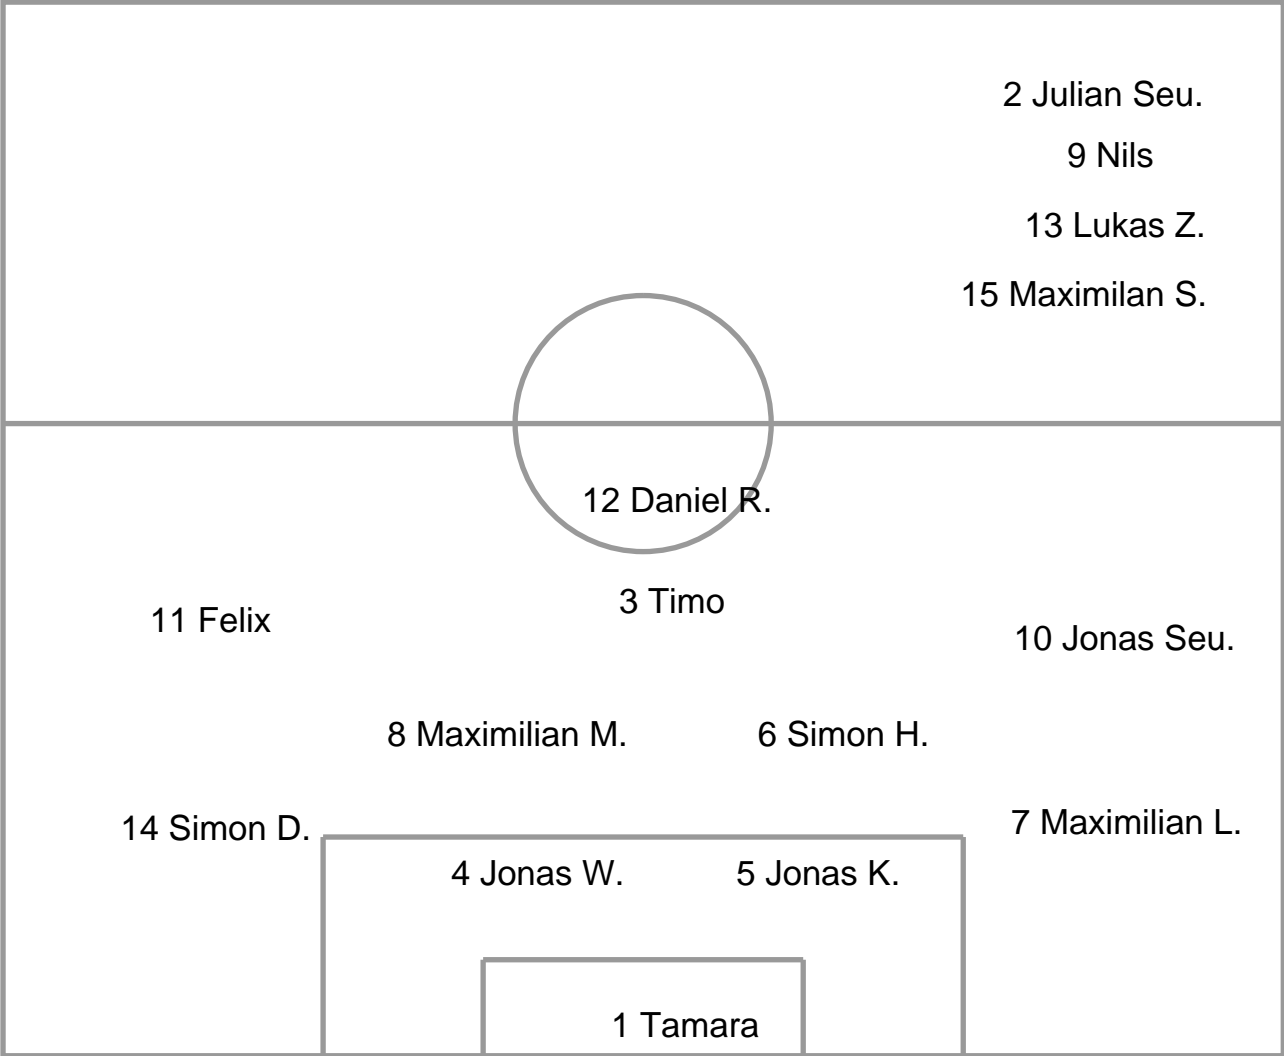 2 Julian Seu.
9 Nils
13 Lukas Z.
15 Maximilan S.
12 Daniel R.
3 Timo
11 Felix
10 Jonas Seu.
8 Maximilian M.
6 Simon H.
14 Simon D.
7 Maximilian L.
4 Jonas W.
5 Jonas K.
1 Tamara